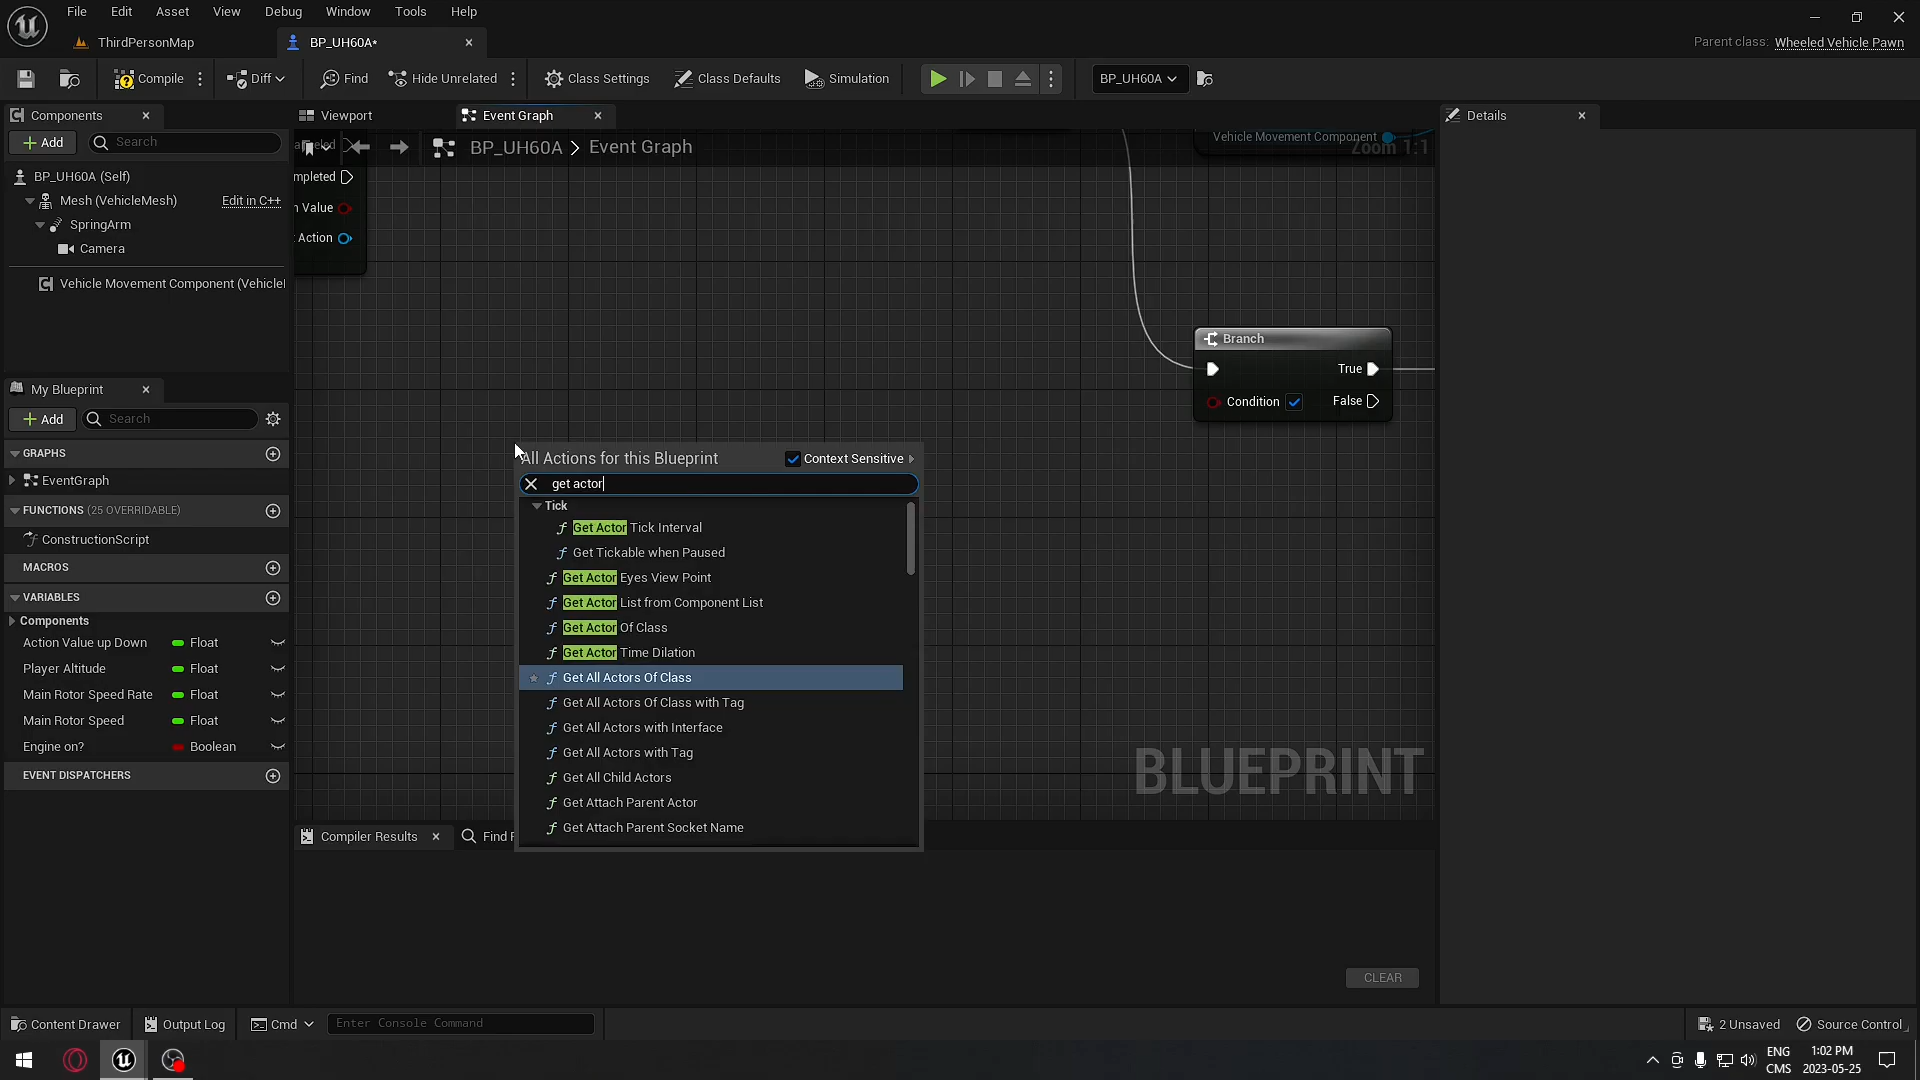 File Edit Asset View Debug Window Tools Help
ThirdPersonMap
BP_UH60A*
Parent class: Wheeled Vehicle Pawn
Compile
Diff
Find
Hide Unrelated
Class Settings
Class Defaults
Simulation
BP_UH60A
Components
Add
Search
BP_UH60A (Self)
Mesh (VehicleMesh)
Edit in C++
SpringArm
Camera
Vehicle Movement Component (Vehicle
My Blueprint
Add
Search
GRAPHS
EventGraph
FUNCTIONS (25 OVERRIDABLE)
ConstructionScript
MACROS
VARIABLES
Components
Action Value up Down Float
Player Altitude Float
Main Rotor Speed Rate Float
Main Rotor Speed Float
Engine on? Boolean
EVENT DISPATCHERS
Viewport
Event Graph
BP_UH60A > Event Graph
Zoom 1:1
mpleted
n Value
Action
Vehicle Movement Component
Branch
True
Condition
False
All Actions for this Blueprint
Context Sensitive
get actor
Tick
Get Actor Tick Interval
Get Tickable when Paused
Get Actor Eyes View Point
Get Actor List from Component List
Get Actor Of Class
Get Actor Time Dilation
Get All Actors Of Class
Get All Actors Of Class with Tag
Get All Actors with Interface
Get All Actors with Tag
Get All Child Actors
Get Attach Parent Actor
Get Attach Parent Socket Name
BLUEPRINT
Compiler Results
Find F
CLEAR
Details
Content Drawer
Output Log
Cmd
Enter Console Command
2 Unsaved
Source Control
ENG
CMS
1:02 PM
2023-05-25